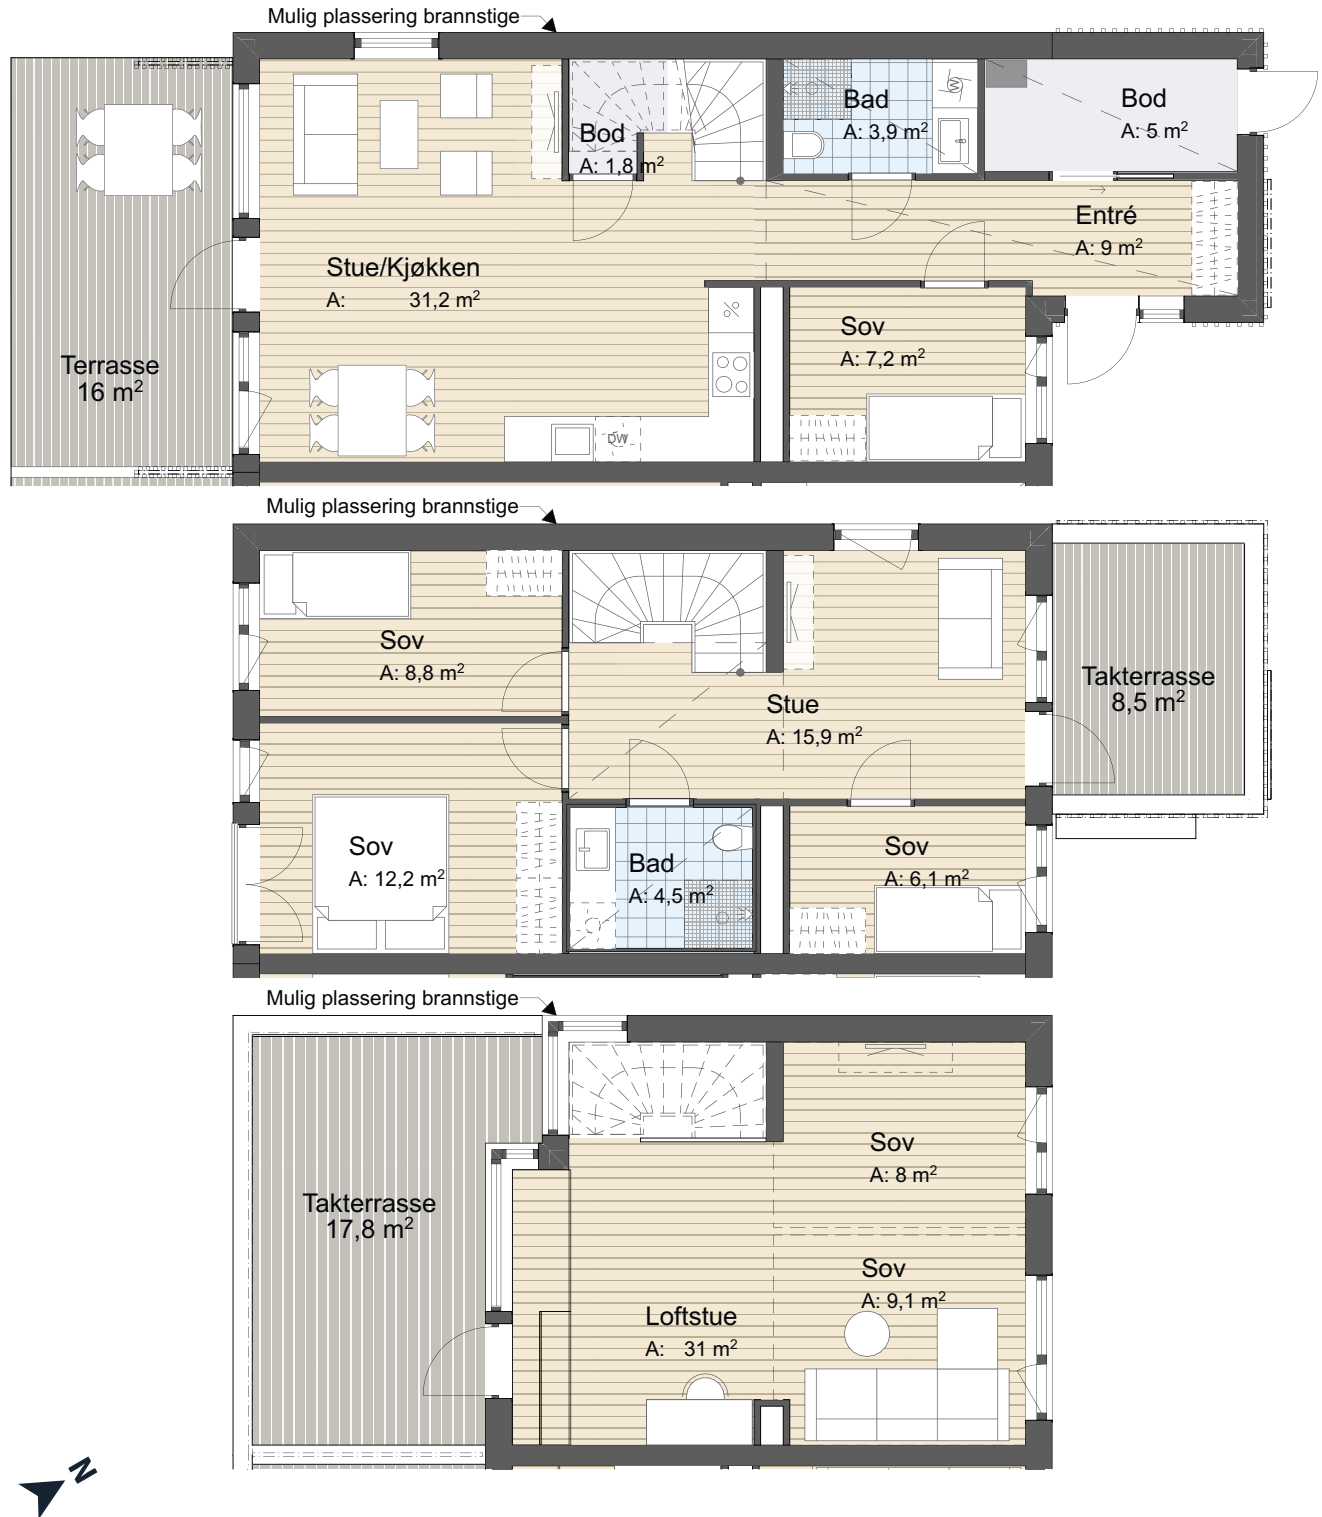 Mulig plassering brannstige
Bod
A: 1,8 m²
Bad
A: 3,9 m²
W
Bod
A: 5 m²
Entré
A: 9 m²
Stue/Kjøkken
A: 31,2 m²
Sov
A: 7,2 m²
Terrasse
16 m²
DW
Mulig plassering brannstige
Sov
A: 8,8 m²
Stue
A: 15,9 m²
Takterrasse
8,5 m²
Sov
A: 12,2 m²
Bad
A: 4,5 m²
Sov
A: 6,1 m²
Mulig plassering brannstige
Sov
A: 8 m²
Takterrasse
17,8 m²
Sov
A: 9,1 m²
Loftstue
A: 31 m²
N